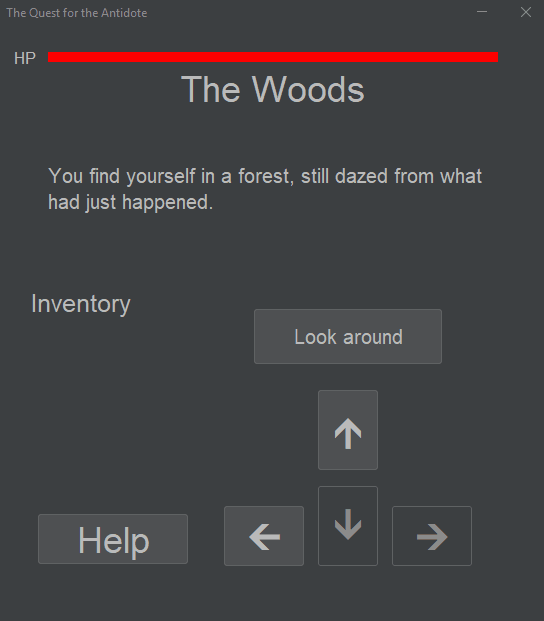 The Quest for the Antidote
HP
The Woods
You find yourself in a forest, still dazed from what
had just happened.
Inventory
Look around
Help